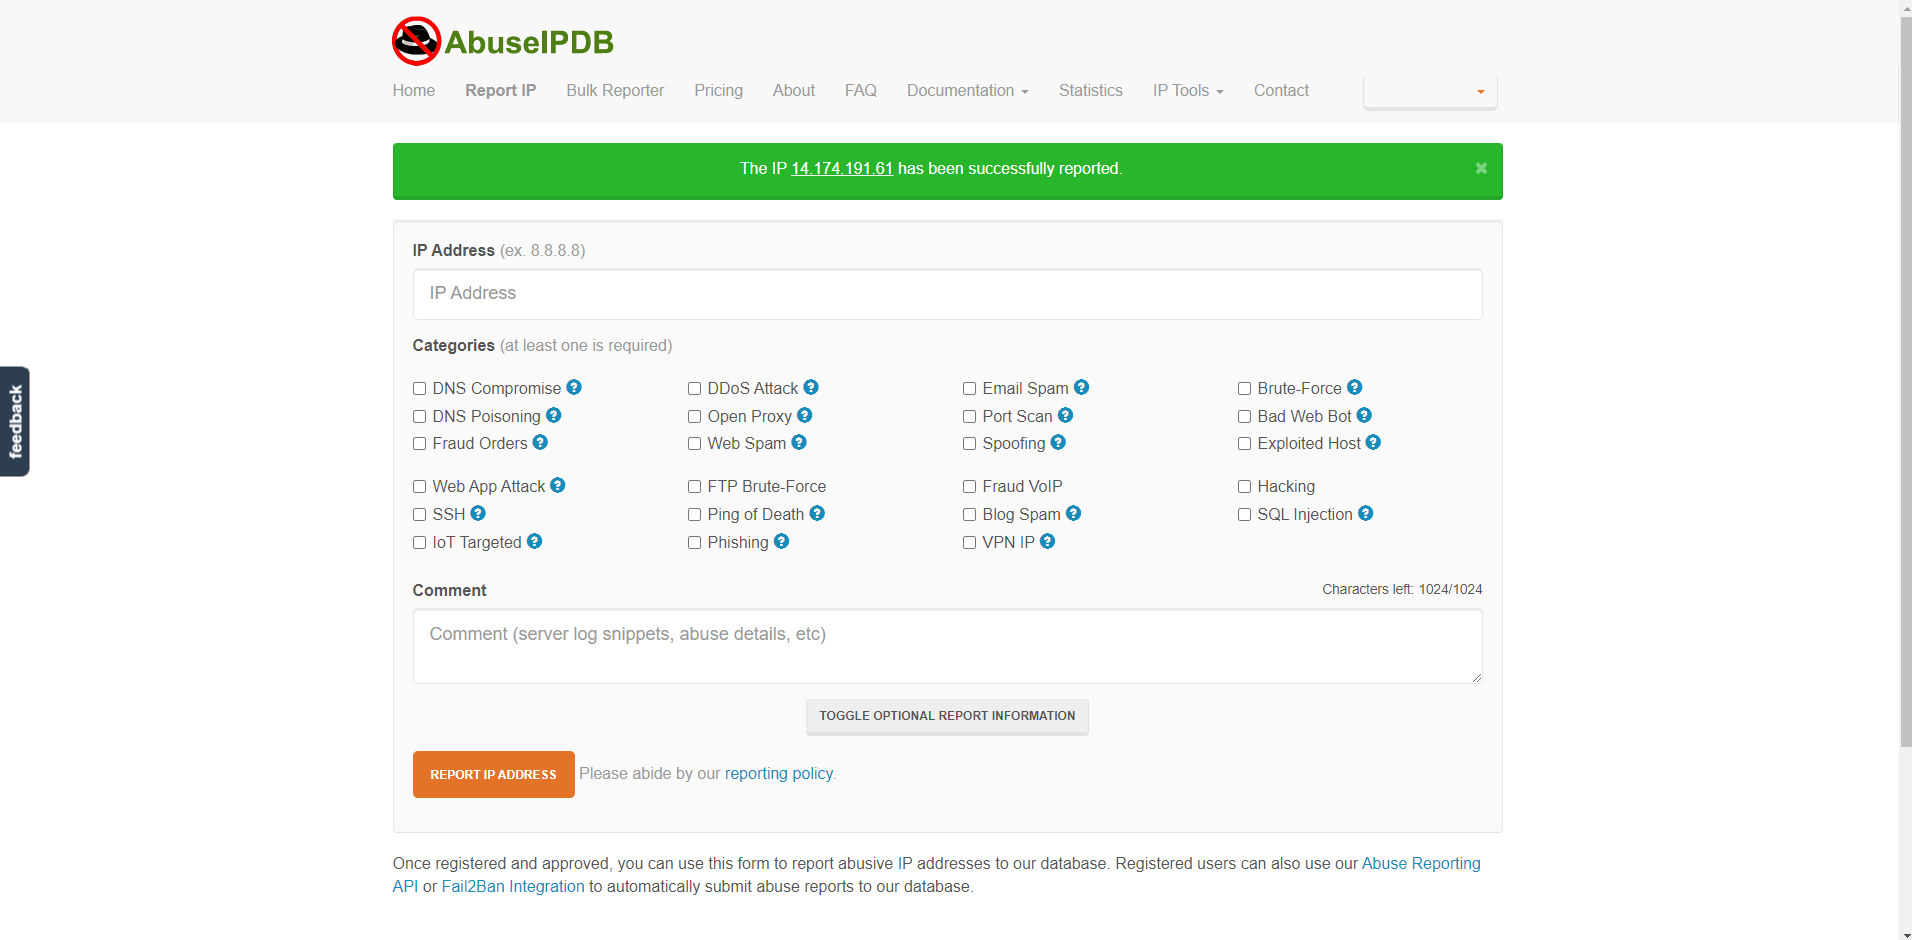 AbuseIPDB
Home Report IP Bulk Reporter Pricing About FAQ Documentation Statistics IP Tools Contact
The IP 14.174.191.61 has been successfully reported.
IP Address (ex. 8.8.8.8)
IP Address
Categories (at least one is required)
DNS Compromise DDoS Attack Email Spam Brute-Force
DNS Poisoning Open Proxy Port Scan Bad Web Bot
Fraud Orders Web Spam Spoofing Exploited Host
Web App Attack FTP Brute-Force Fraud VoIP Hacking
SSH Ping of Death Blog Spam SQL Injection
IoT Targeted Phishing VPN IP
Comment Characters left: 1024/1024
Comment (server log snippets, abuse details, etc)
TOGGLE OPTIONAL REPORT INFORMATION
REPORT IP ADDRESS Please abide by our reporting policy.
Once registered and approved, you can use this form to report abusive IP addresses to our database. Registered users can also use our Abuse Reporting
API or Fail2Ban Integration to automatically submit abuse reports to our database.
feedback